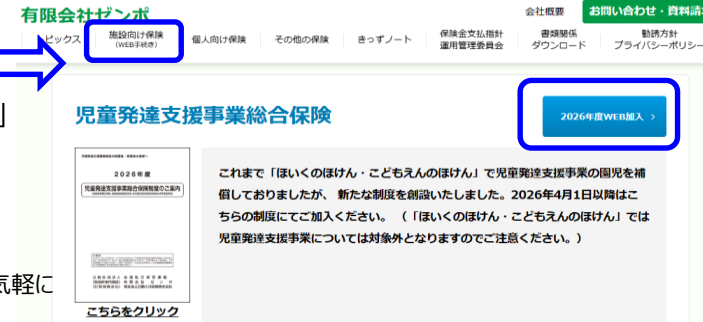 有限会社ゼンポ
会社概要
お問い合わせ・資料請
ピックス
施設向け保険
(WEB手続き)
個人向け保険
その他の保険
きっずノート
保険金支払指針
運用管理委員会
書類関係
ダウンロード
勧誘方針
プライバシーポリシー
」
児童発達支援事業総合保険
2026年度WEB加入 >
2026年度
児童発達支援事業総合保険制度のご案内
これまで「ほいくのほけん・こどもえんのほけん」で児童発達支援事業の園児を補
償しておりましたが、 新たな制度を創設いたしました。2026年4月1日以降はこ
ちらの制度にてご加入ください。 （「ほいくのほけん・こどもえんのほけん」では
児童発達支援事業については対象外となりますのでご注意ください。）
気軽に
こちらをクリック